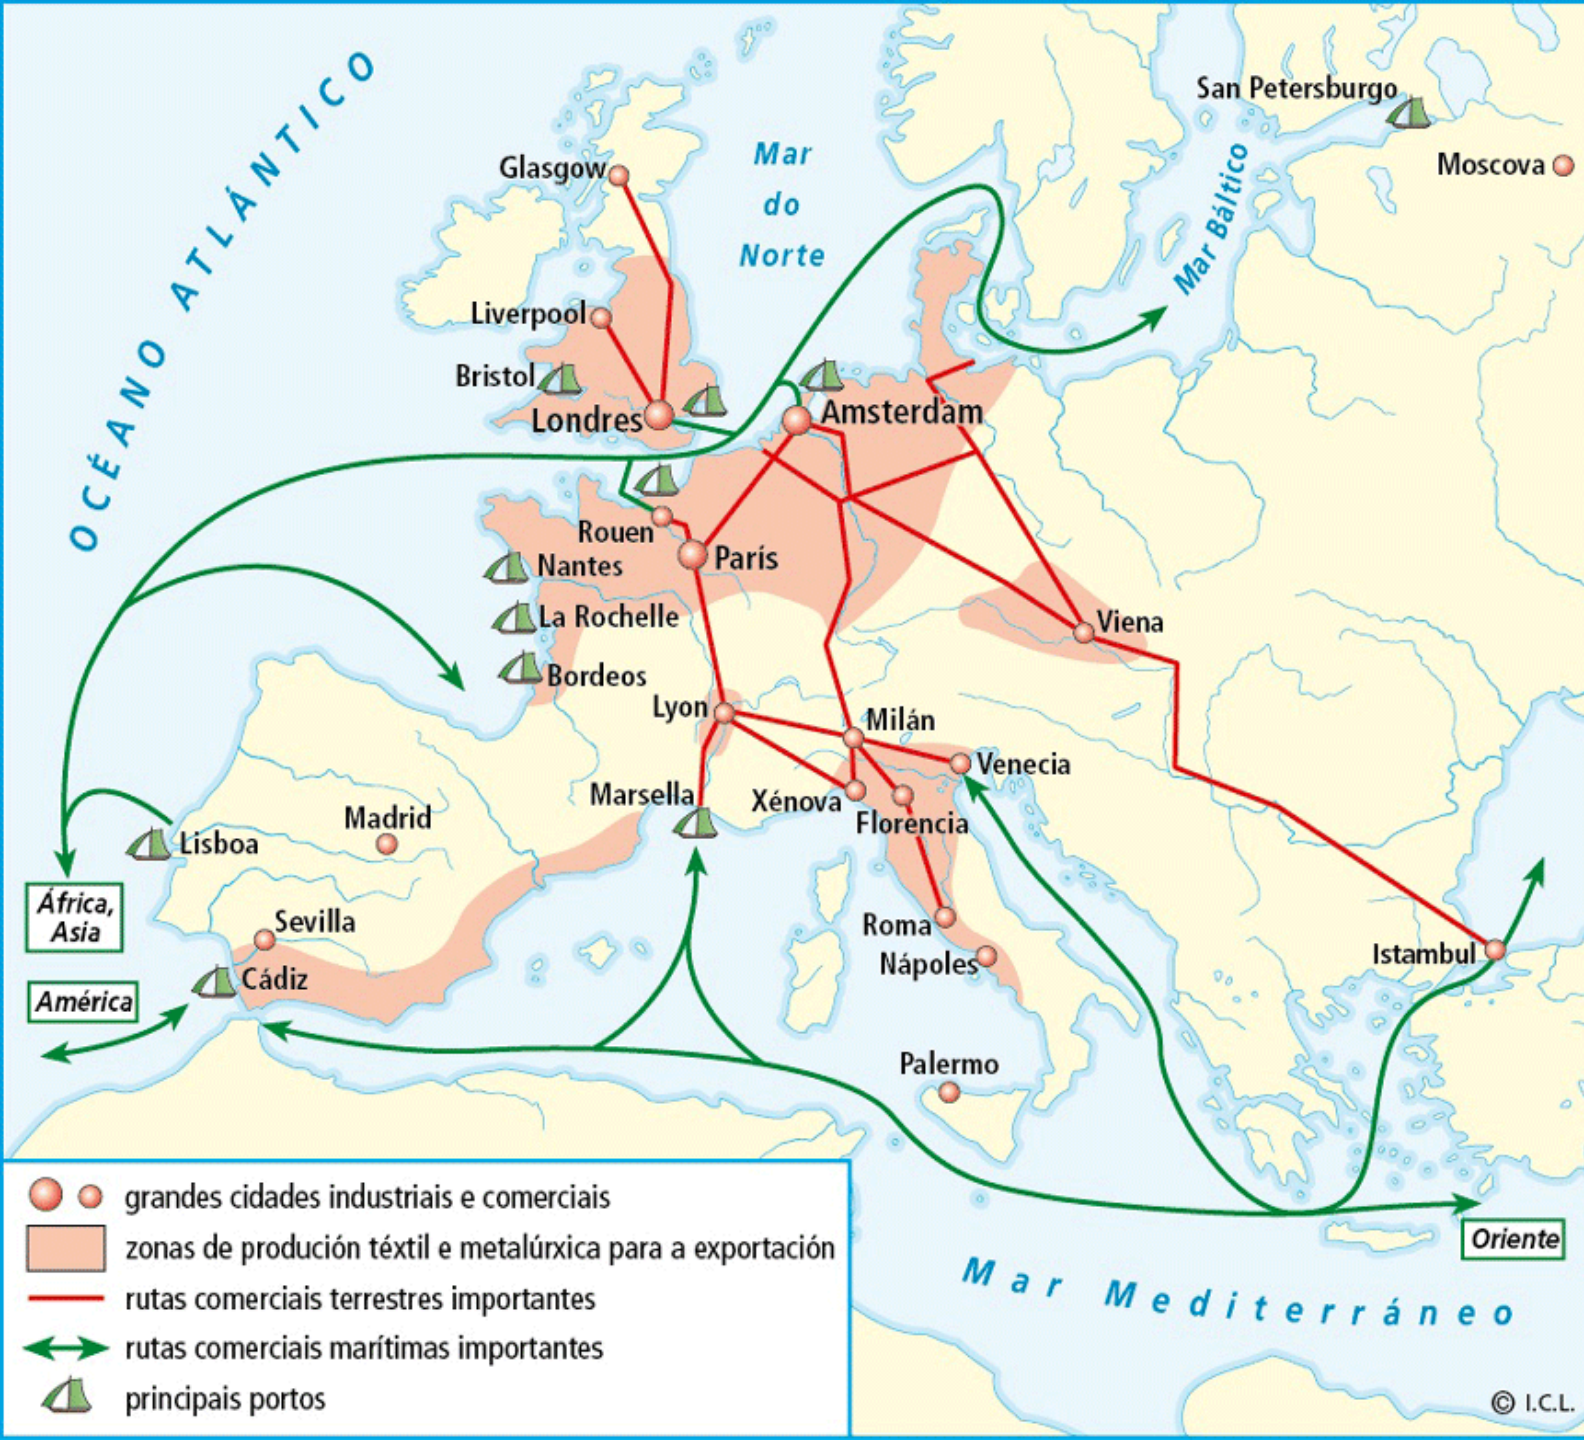 OCÉANO ATLÁNTICO
San Petersburgo
Moscova
Mar
do
Norte
Mar Báltico
Glasgow
Liverpool
Bristol
Londres
Amsterdam
Rouen
París
Nantes
La Rochelle
Bordeos
Viena
Lyon
Milán
Venecia
Marsella
Xénova
Florencia
Madrid
Lisboa
África,
Asia
Sevilla
Roma
Nápoles
Istambul
Cádiz
América
Palermo
Oriente
Mar Mediterráneo
grandes cidades industriais e comerciais
zonas de produción téxtil e metalúrxica para a exportación
rutas comerciais terrestres importantes
rutas comerciais marítimas importantes
principais portos
© I.C.L.